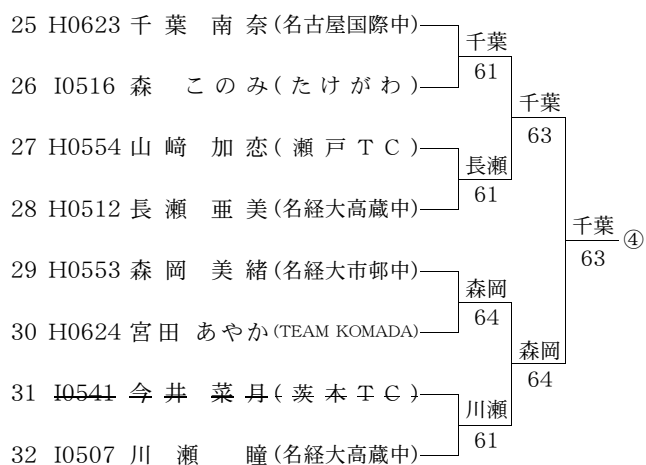 25 H0623 千葉 南奈(名古屋国際中)
千葉
61
26 I0516 森 このみ(たけがわ)
千葉
63
27 H0554 山﨑 加恋(瀬戸TC)
長瀬
61
28 H0512 長瀬 亜美(名経大高蔵中)
千葉
63
④
29 H0553 森岡 美緒(名経大市邨中)
森岡
64
30 H0624 宮田 あやか(TEAM KOMADA)
森岡
64
31 I0541 今井 菜月(茨木TC)
川瀬
61
32 I0507 川瀬 瞳(名経大高蔵中)